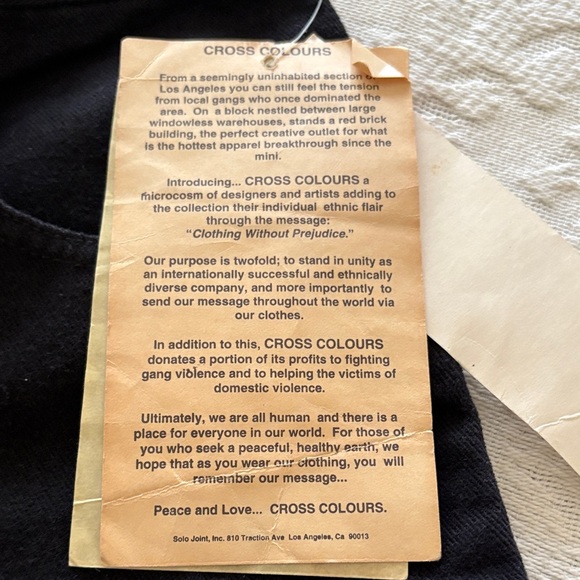 CROSS COLOURS
From a seemingly uninhabited section of
Los Angeles you can still feel the tension
from local gangs who once dominated the
area. On a block nestled between large
windowless warehouses, stands a red brick
building, the perfect creative outlet for what
is the hottest apparel breakthrough since the
mini.
Introducing... CROSS COLOURS a
microcosm of designers and artists adding to
the collection their individual ethnic flair
through the message:
"Clothing Without Prejudice."
Our purpose is twofold; to stand in unity as
an internationally successful and ethnically
diverse company, and more importantly to
send our message throughout the world via
our clothes.
In addition to this, CROSS COLOURS
donates a portion of its profits to fighting
gang violence and to helping the victims of
domestic violence.
Ultimately, we are all human and there is a
place for everyone in our world. For those of
you who seek a peaceful, healthy earth, we
hope that as you wear our clothing, you will
remember our message...
Peace and Love... CROSS COLOURS.
Solo Joint, Inc. 810 Traction Ave Los Angeles, Ca 90013